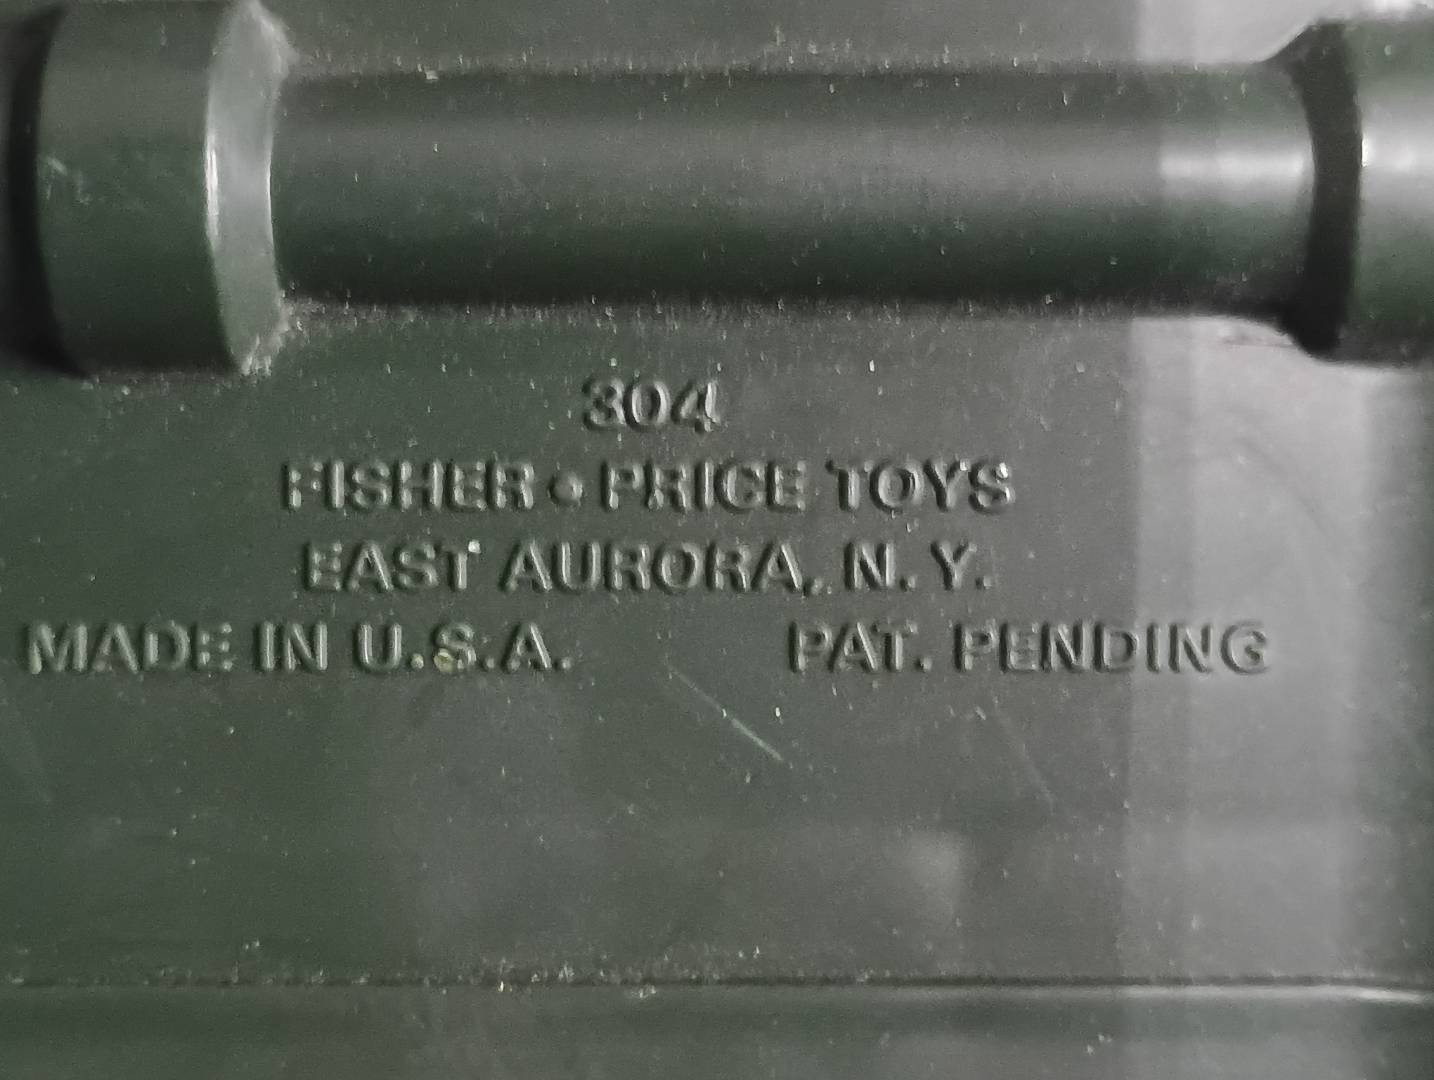 304
FISHER • PRICE TOYS
EAST AURORA, N. Y.
MADE IN U.S.A. PAT. PENDING